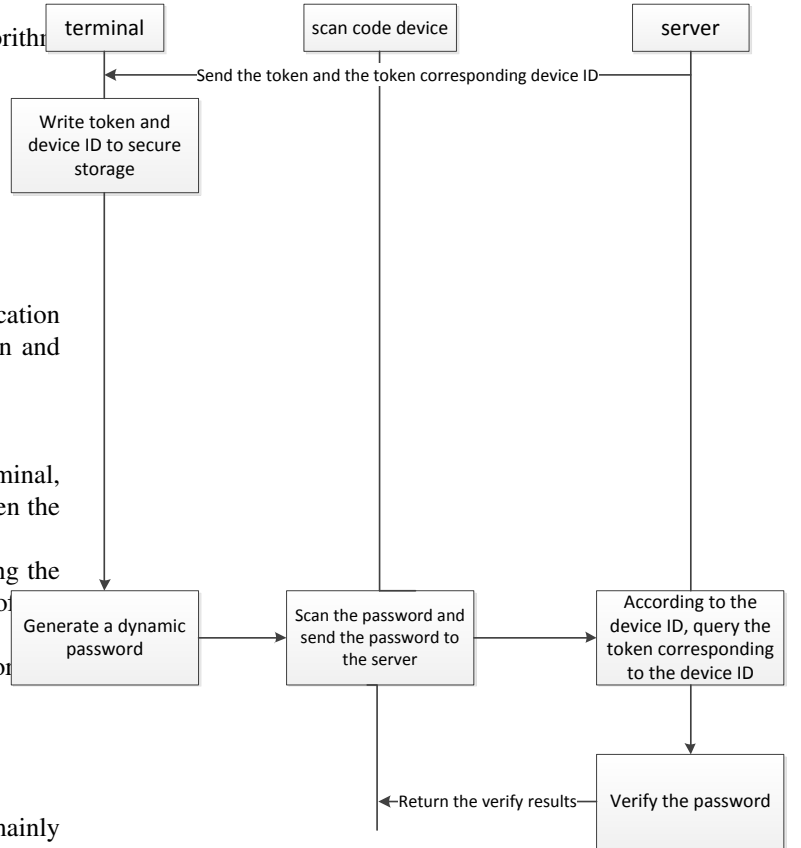 terminal
scan code device
server
Send the token and the token corresponding device ID
Write token and
device ID to secure
storage
cation
and
minal,
en the
ng the
of
Generate a dynamic
password
Scan the password and
send the password to
the server
According to the
device ID, query the
token corresponding
to the device ID
Return the verify results
Verify the password
nainly